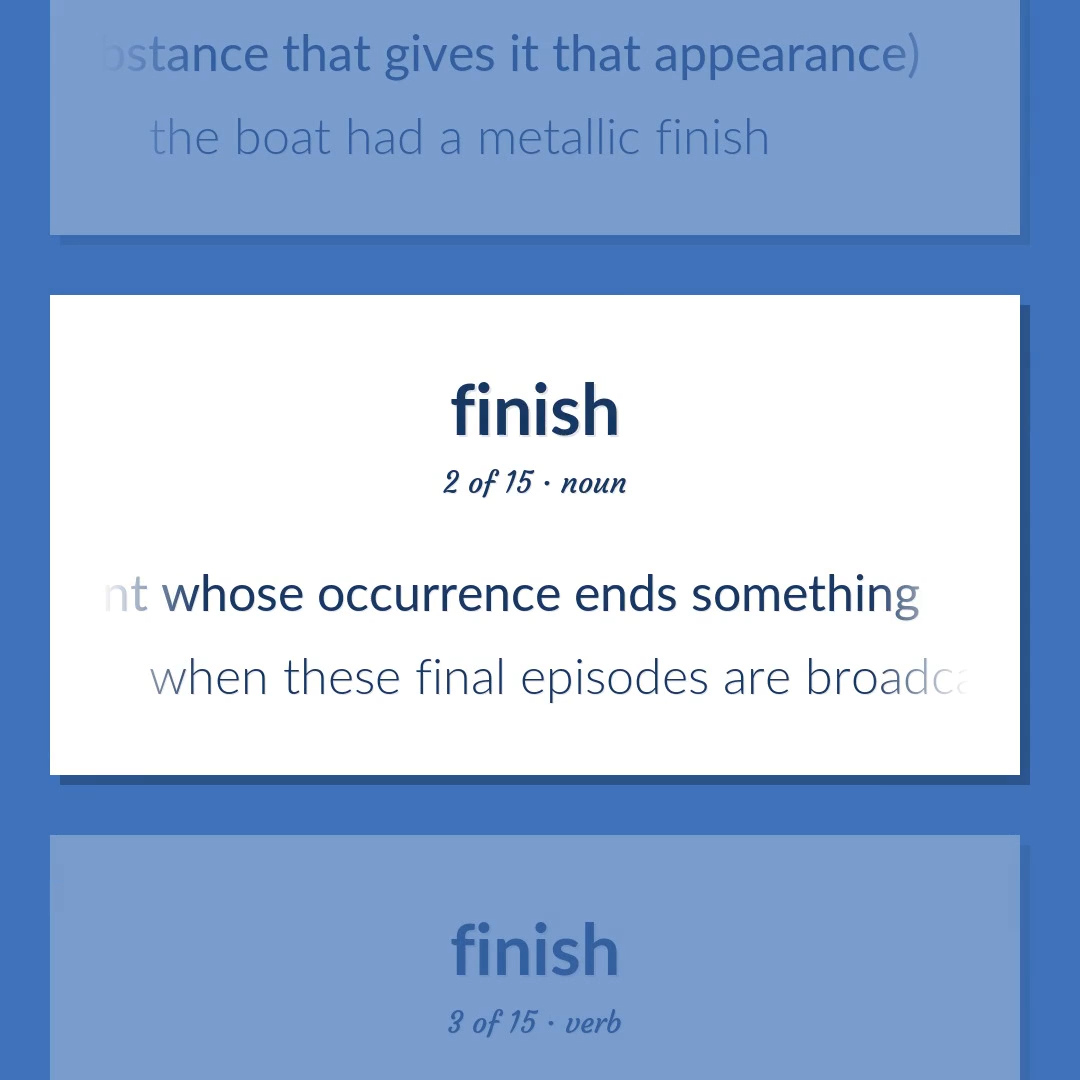 that gives it that appearance)
the boat had a metallic finish
finish
2 of 15 · noun
whose occurrence ends something
when these final episodes are
finish
3 of 15 · verb